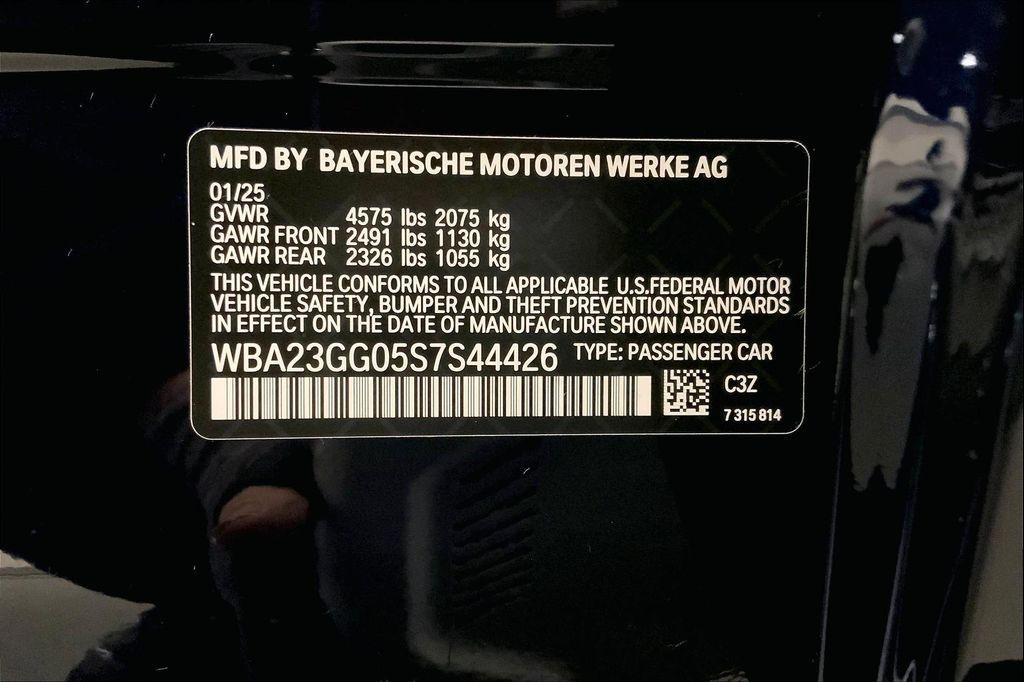 MFD BY BAYERISCHE MOTOREN WERKE AG
01/25
GVWR 4575 lbs 2075 kg
GAWR FRONT 2491 lbs 1130 kg
GAWR REAR 2326 lbs 1055 kg
THIS VEHICLE CONFORMS TO ALL APPLICABLE U.S.FEDERAL MOTOR
VEHICLE SAFETY, BUMPER AND THEFT PREVENTION STANDARDS
IN EFFECT ON THE DATE OF MANUFACTURE SHOWN ABOVE.
WBA23GG05S7S44426 TYPE: PASSENGER CAR
C3Z
7 315 814